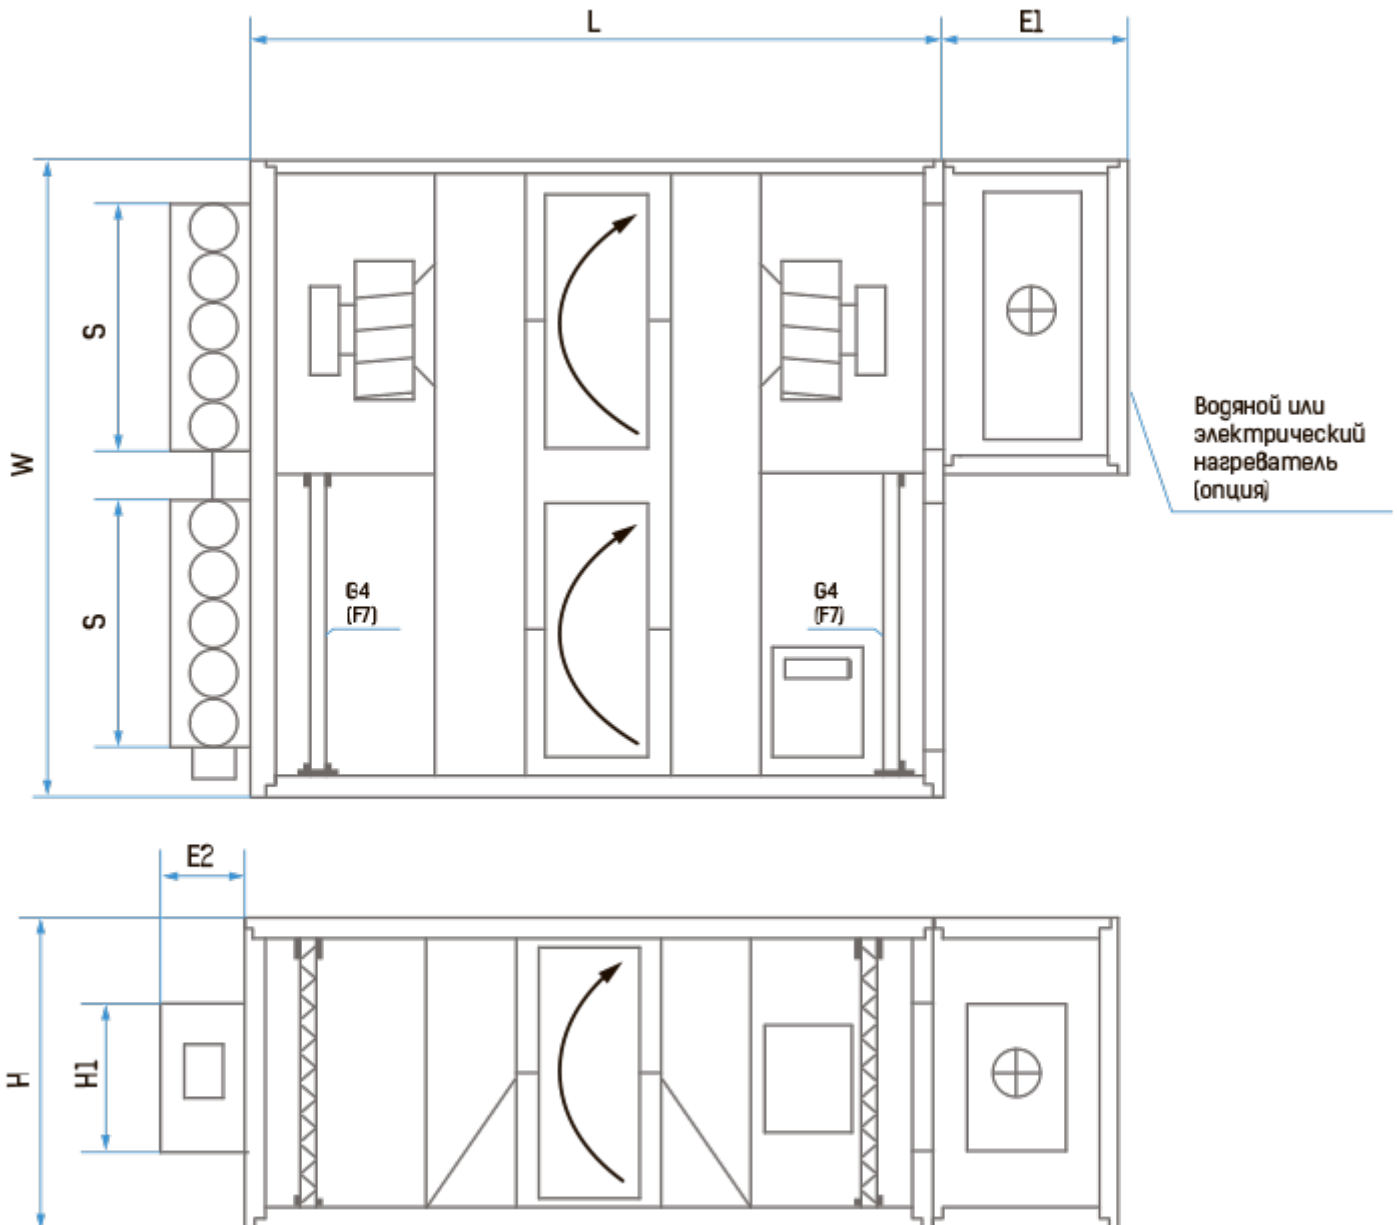 L
E1
S
W
Водяной или
электрический
нагреватель
(опция)
G4
(F7)
G4
(F7)
S
E2
H
H1